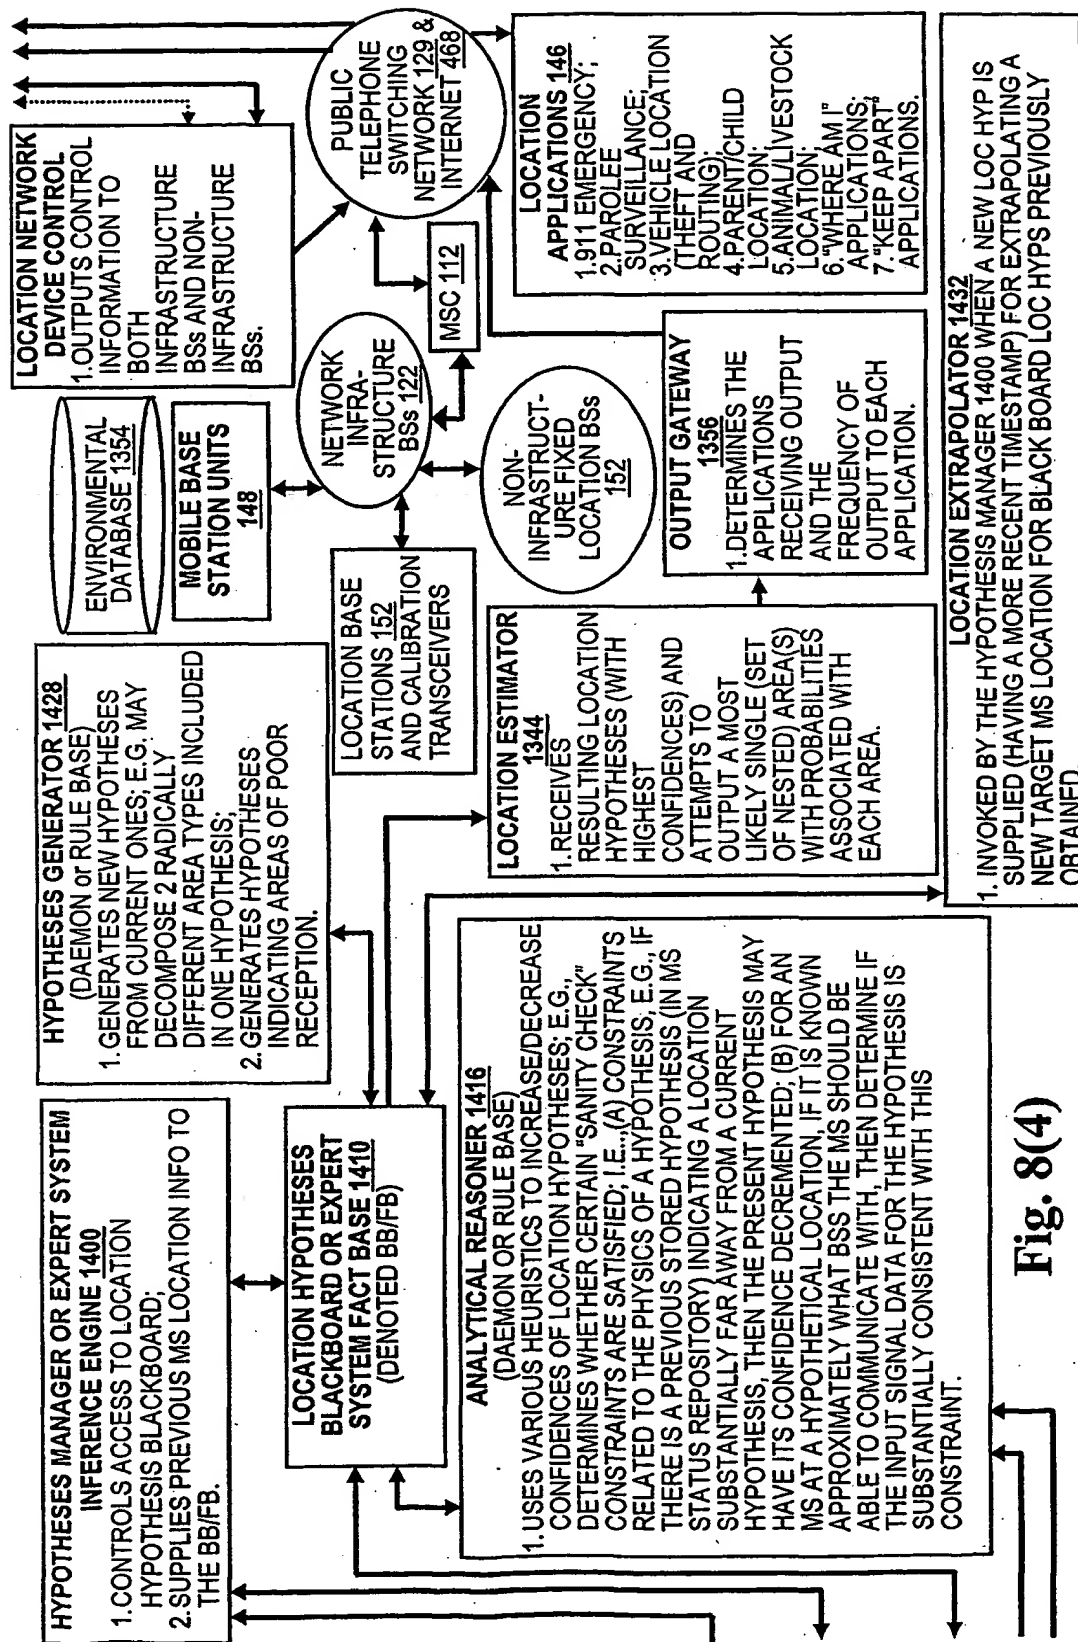 HYPOTHESES MANAGER OR EXPERT SYSTEM
INFERENCE ENGINE 1400
1. CONTROLS ACCESS TO LOCATION
HYPOTHESIS BLACKBOARD;
2. SUPPLIES PREVIOUS MS LOCATION INFO TO
THE BB/FB.
HYPOTHESES GENERATOR 1428
(DAEMON or RULE BASE)
1. GENERATES NEW HYPOTHESES
FROM CURRENT ONES; E.G. MAY
DECOMPOSE 2 RADICALLY
DIFFERENT AREA TYPES INCLUDED
IN ONE HYPOTHESIS;
2. GENERATES HYPOTHESES
INDICATING AREAS OF POOR
RECEPTION.
ENVIRONMENTAL
DATABASE 1354
MOBILE BASE
STATION UNITS
148
LOCATION NETWORK
DEVICE CONTROL
1. OUTPUTS CONTROL
INFORMATION TO
BOTH
INFRASTRUCTURE
BSs AND NON-
INFRASTRUCTURE
BSs.
LOCATION HYPOTHESES
BLACKBOARD OR EXPERT
SYSTEM FACT BASE 1410
(DENOTED BB/FB)
LOCATION BASE
STATIONS 152
AND CALIBRATION
TRANSCEIVERS
NETWORK
INFRA-
STRUCTURE
BSs 122
PUBLIC
TELEPHONE
SWITCHING
NETWORK 129 &
INTERNET 468
MSC 112
NON-
INFRASTRUCT-
URE FIXED
LOCATION BSs
152
ANALYTICAL REASONER 1416
(DAEMON OR RULE BASE)
1. USES VARIOUS HEURISTICS TO INCREASE/DECREASE
CONFIDENCES OF LOCATION HYPOTHESES; E.G.,
DETERMINES WHETHER CERTAIN "SANITY CHECK"
CONSTRAINTS ARE SATISFIED; I.E.., (A) CONSTRAINTS
RELATED TO THE PHYSICS OF A HYPOTHESIS, E.G., IF
THERE IS A PREVIOUS STORED HYPOTHESIS (IN MS
STATUS REPOSITORY) INDICATING A LOCATION
SUBSTANTIALLY FAR AWAY FROM A CURRENT
HYPOTHESIS, THEN THE PRESENT HYPOTHESIS MAY
HAVE ITS CONFIDENCE DECREMENTED; (B) FOR AN
MS AT A HYPOTHETICAL LOCATION, IF IT IS KNOWN
APPROXIMATELY WHAT BSS THE MS SHOULD BE
ABLE TO COMMUNICATE WITH, THEN DETERMINE IF
THE INPUT SIGNAL DATA FOR THE HYPOTHESIS IS
SUBSTANTIALLY CONSISTENT WITH THIS
CONSTRAINT.
LOCATION ESTIMATOR
1344
1. RECEIVES
RESULTING LOCATION
HYPOTHESES (WITH
HIGHEST
CONFIDENCES) AND
ATTEMPTS TO
OUTPUT A MOST
LIKELY SINGLE (SET
OF NESTED) AREA(S)
WITH PROBABILITIES
ASSOCIATED WITH
EACH AREA.
OUTPUT GATEWAY
1356
1. DETERMINES THE
APPLICATIONS
RECEIVING OUTPUT
AND THE
FREQUENCY OF
OUTPUT TO EACH
APPLICATION.
LOCATION
APPLICATIONS 146
1. 911 EMERGENCY;
2. PAROLEE
SURVEILLANCE;
3. VEHICLE LOCATION
(THEFT AND
ROUTING);
4. PARENT/CHILD
LOCATION;
5. ANIMAL/LIVESTOCK
LOCATION;
6. "WHERE AM I"
APPLICATIONS;
7. "KEEP APART"
APPLICATIONS.
LOCATION EXTRAPOLATOR 1432
1. INVOKED BY THE HYPOTHESIS MANAGER 1400 WHEN A NEW LOC HYP IS
SUPPLIED (HAVING A MORE RECENT TIMESTAMP) FOR EXTRAPOLATING A
NEW TARGET MS LOCATION FOR BLACK BOARD LOC HYPS PREVIOUSLY
OBTAINED.
Fig. 8(4)